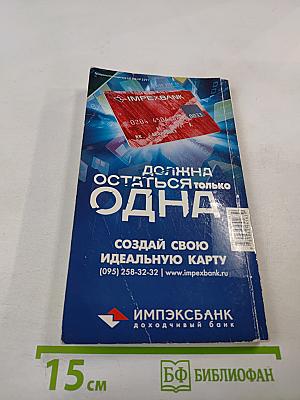 IMPEXBANK
ДОЛЖНА
ОСТАТЬСЯ ТОЛЬКО
ОДНА
СОЗДАЙ СВОЮ
ИДЕАЛЬНУЮ КАРТУ
(095) 258-32-32 | www.impexbank.ru
ИМПЭКСБАНК
доходчивый банк
15 см
БФ БИБЛИОФАН